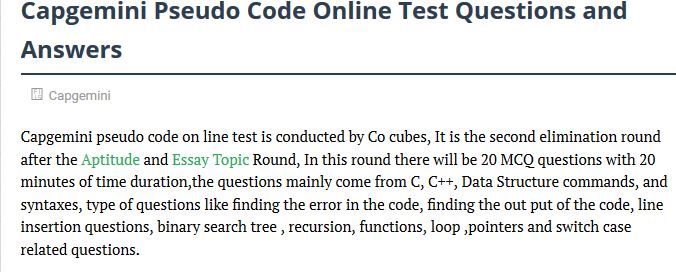 Capgemini Pseudo Code Online Test Questions and
Answers
Capgemini
Capgemini pseudo code on line test is conducted by Co cubes, It is the second elimination round
after the Aptitude and Essay Topic Round, In this round there will be 20 MCQ questions with 20
minutes of time duration,the questions mainly come from C, C++, Data Structure commands, and
syntaxes, type of questions like finding the error in the code, finding the out put of the code, line
insertion questions, binary search tree , recursion, functions, loop ,pointers and switch case
related questions.